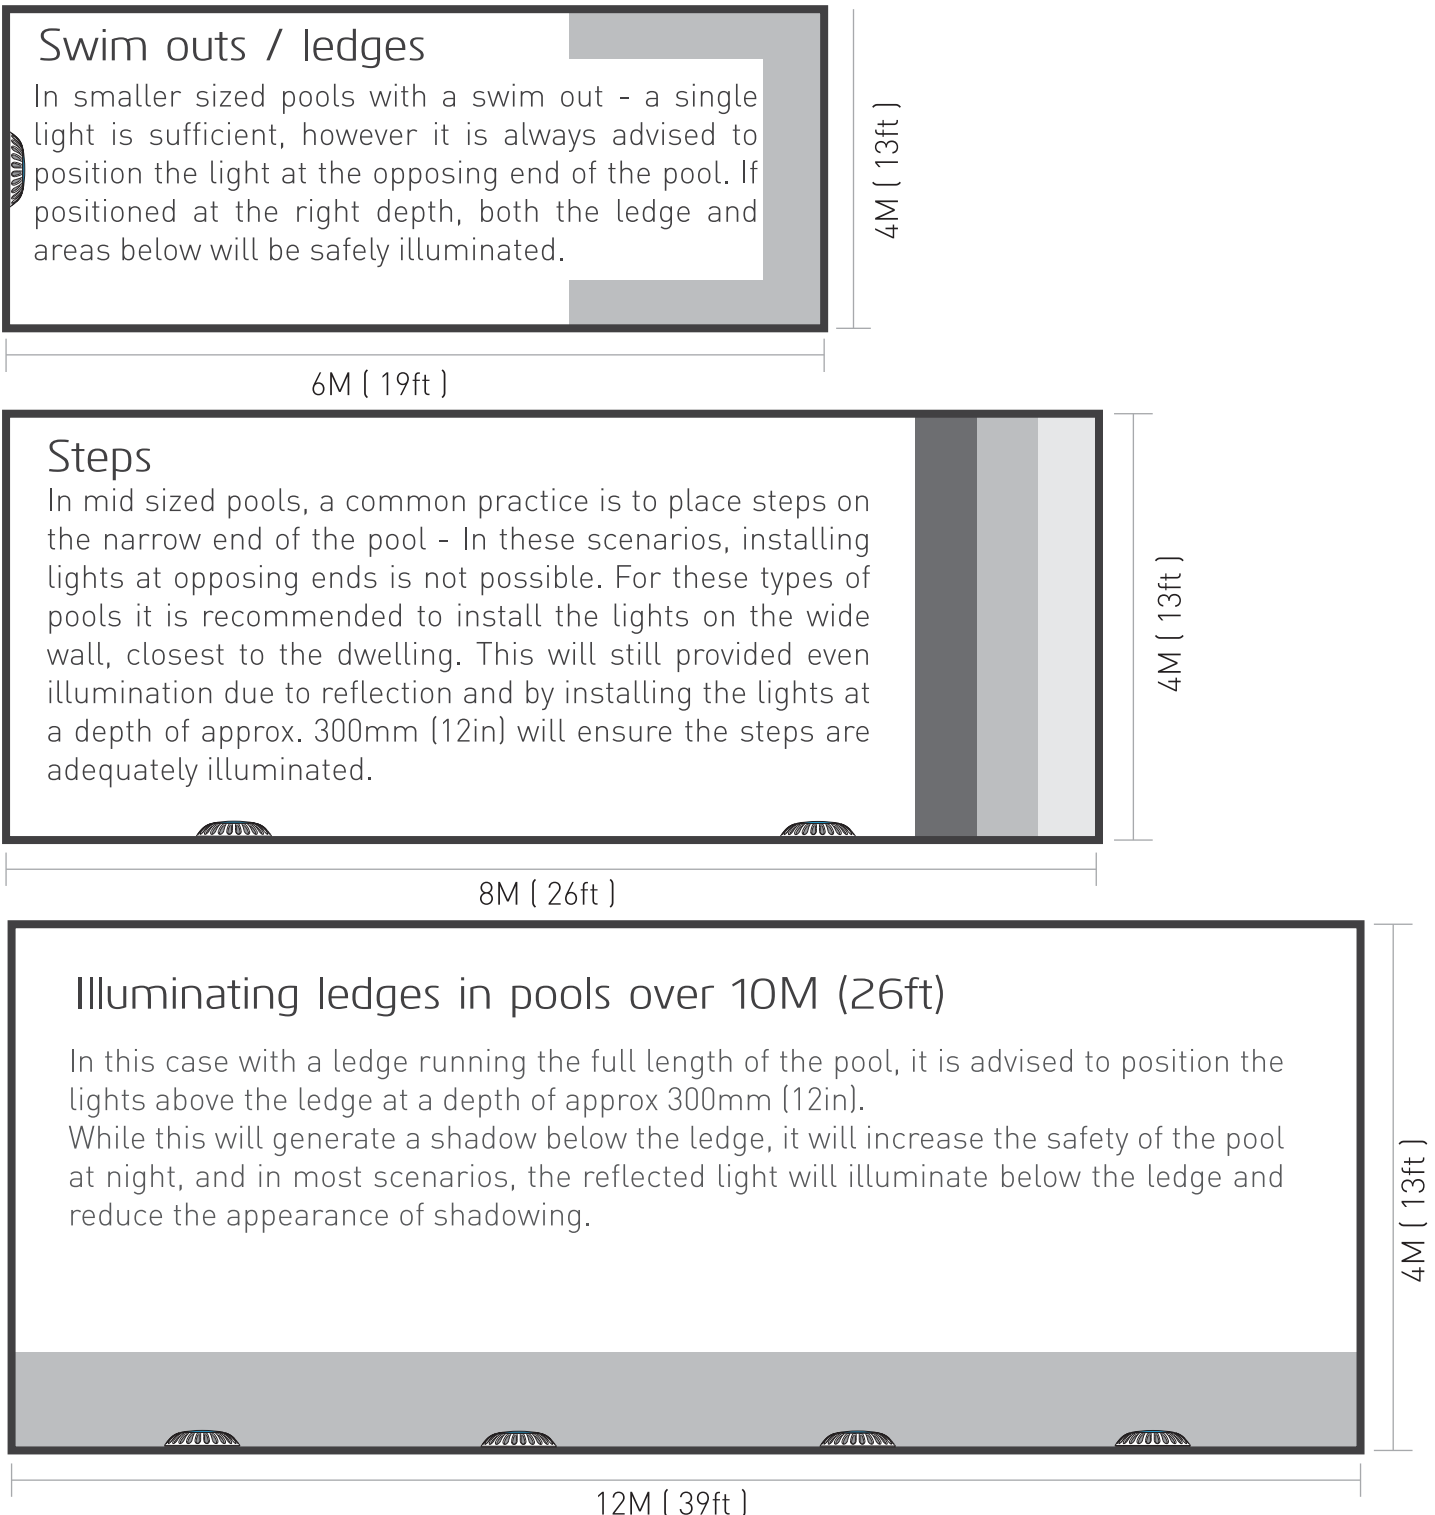 Swim outs / ledges
In smaller sized pools with a swim out - a single
light is sufficient, however it is always advised to
position the light at the opposing end of the pool. If
positioned at the right depth, both the ledge and
areas below will be safely illuminated.
4M ( 13ft )
6M ( 19ft )
Steps
In mid sized pools, a common practice is to place steps on
the narrow end of the pool - In these scenarios, installing
lights at opposing ends is not possible. For these types of
pools it is recommended to install the lights on the wide
wall, closest to the dwelling. This will still provided even
illumination due to reflection and by installing the lights at
a depth of approx. 300mm (12in) will ensure the steps are
adequately illuminated.
4M ( 13ft )
8M ( 26ft )
Illuminating ledges in pools over 10M (26ft)
In this case with a ledge running the full length of the pool, it is advised to position the
lights above the ledge at a depth of approx 300mm (12in).
While this will generate a shadow below the ledge, it will increase the safety of the pool
at night, and in most scenarios, the reflected light will illuminate below the ledge and
reduce the appearance of shadowing.
4M ( 13ft )
12M ( 39ft )